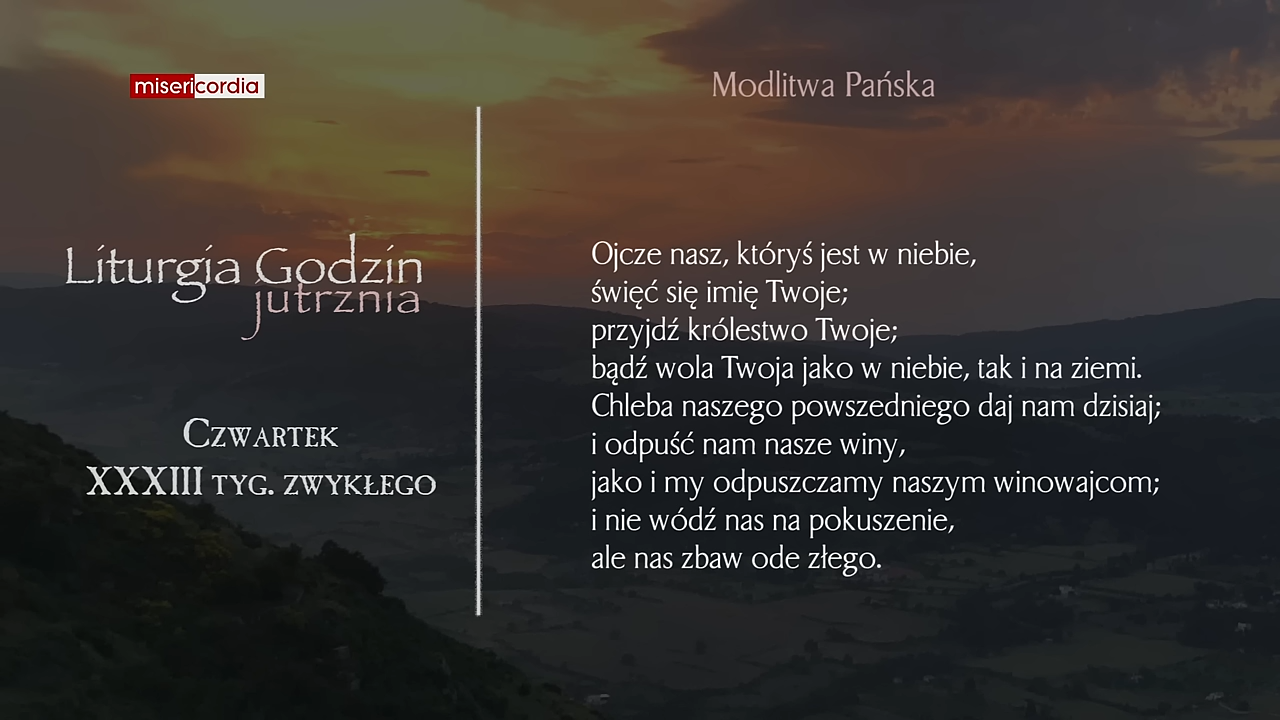 misericordia
Liturgia Godzin
jutrznia
Czwartek
XXXIII tyg. zwykłego
Modlitwa Pańska
Ojcze nasz, któryś jest w niebie,
święć się imię Twoje;
przyjdź królestwo Twoje;
bądź wola Twoja jako w niebie, tak i na ziemi.
Chleba naszego powszedniego daj nam dzisiaj;
i odpuść nam nasze winy,
jako i my odpuszczamy naszym winowajcom;
i nie wódź nas na pokuszenie,
ale nas zbaw ode złego.